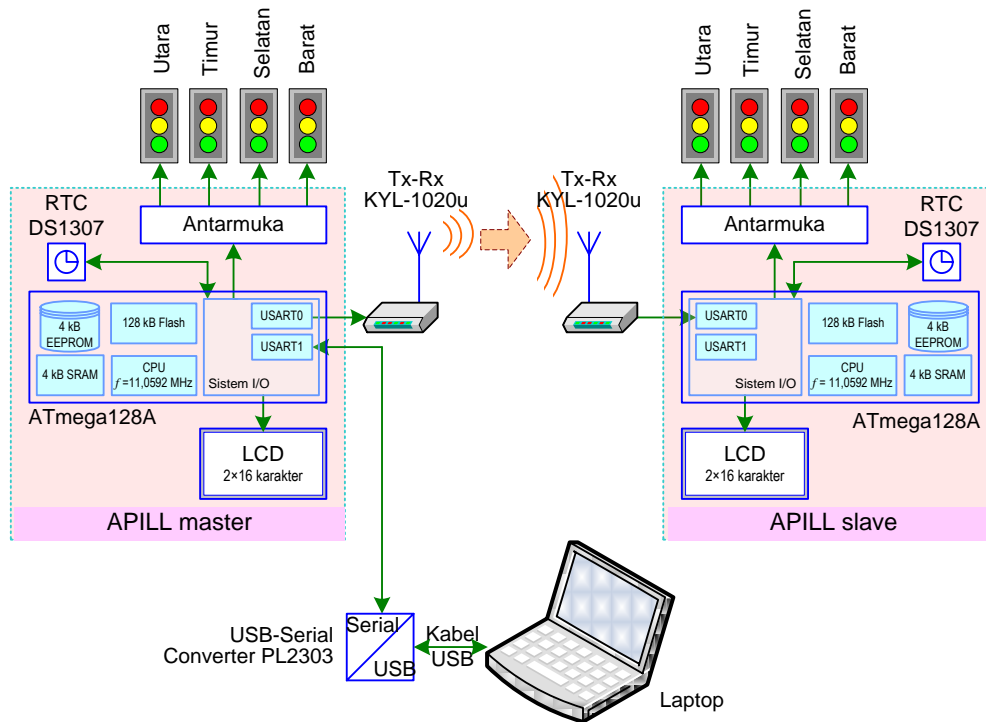 Utara
Timur
Selatan
Barat
RTC
DS1307
Antarmuka
4 kB
EEPROM
128 kB Flash
USART0
USART1
4 kB SRAM
CPU
f =11,0592 MHz
Sistem I/O
ATmega128A
LCD
2×16 karakter
APILL master
Tx-Rx
KYL-1020u
Tx-Rx
KYL-1020u
Utara
Timur
Selatan
Barat
Antarmuka
RTC
DS1307
USART0
USART1
128 kB Flash
4 kB
EEPROM
CPU
f = 11,0592 MHz
4 kB SRAM
Sistem I/O
ATmega128A
LCD
2×16 karakter
APILL slave
USB-Serial
Converter PL2303
Serial
USB
Kabel
USB
Laptop